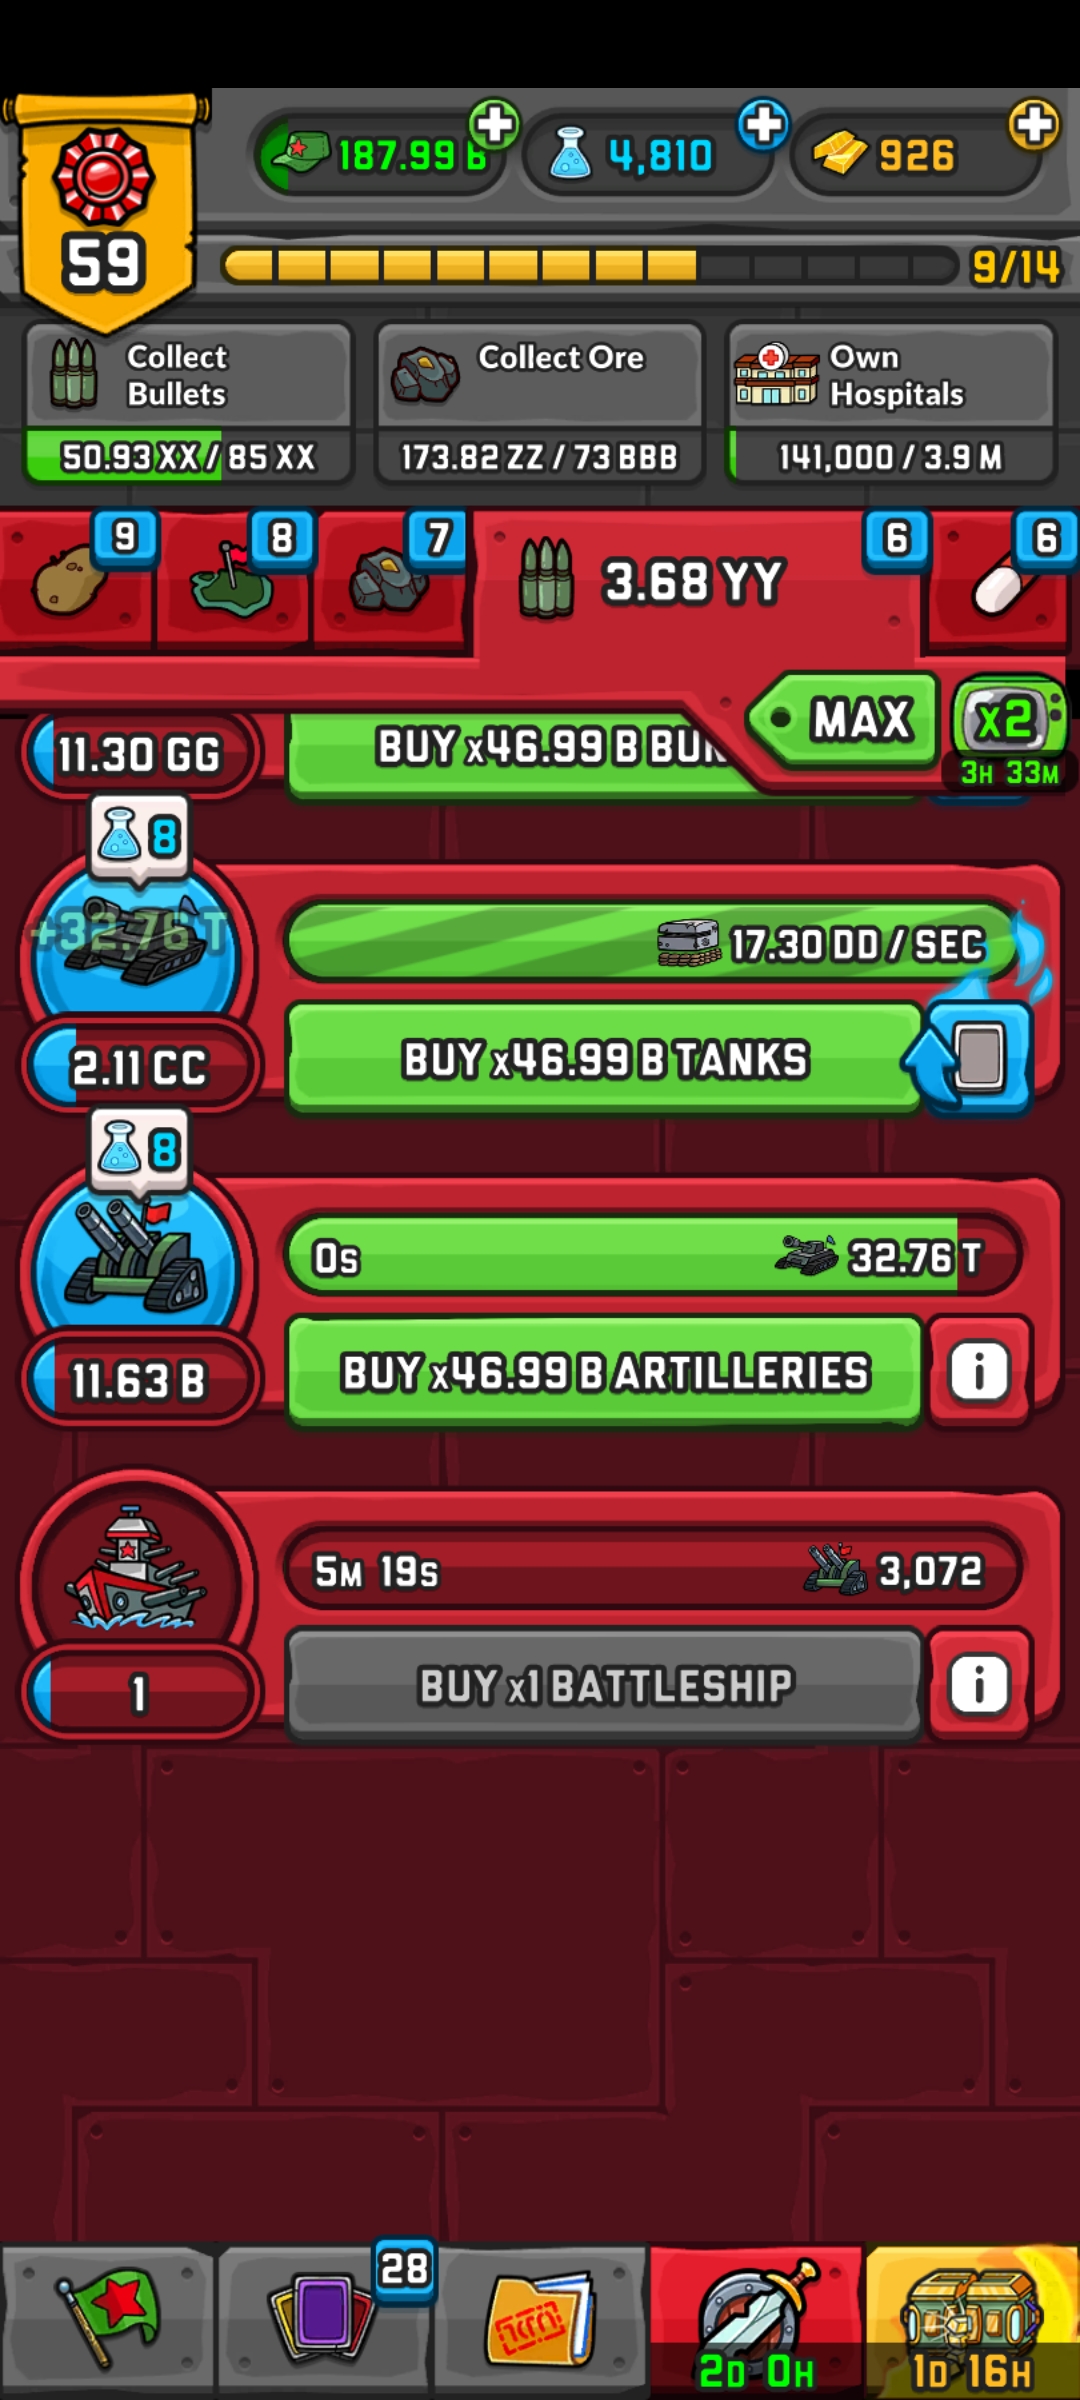 187.99 B
4,810
926
59
9/14
Collect Bullets
50.93 XX / 85 XX
Collect Ore
173.82 ZZ / 73 BBB
Own Hospitals
141,000 / 3.9 M
9
8
7
3.68 YY
6
6
MAX
x2
3H 33M
11.30 GG
BUY x46.99 B
8
+32.76 T
17.30 DD / SEC
2.11 CC
BUY x46.99 B TANKS
8
0s
32.76 T
11.63 B
BUY x46.99 B ARTILLERIES
i
5M 19s
3,072
1
BUY x1 BATTLESHIP
i
28
2D 0H
1D 16H